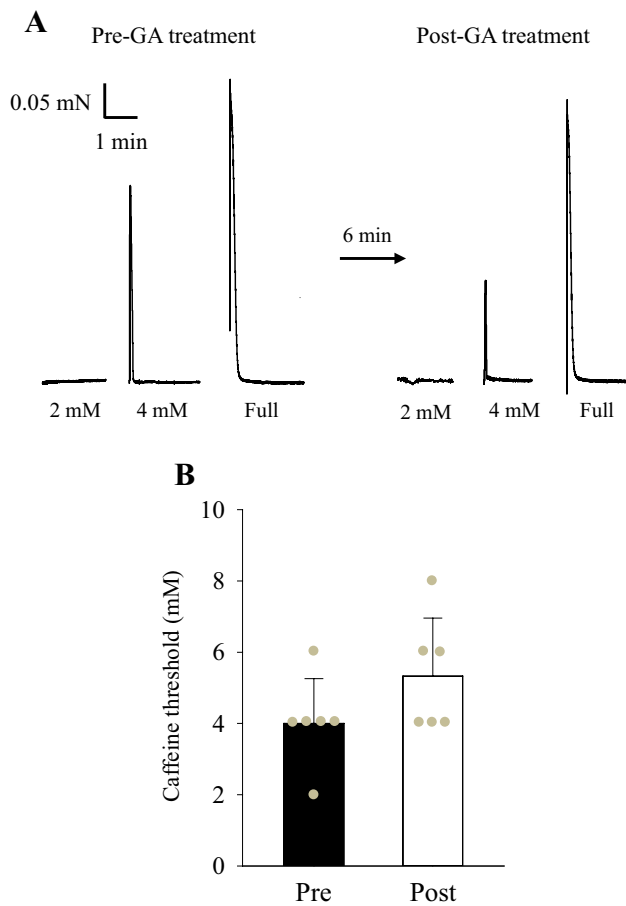 A
Pre-GA treatment
Post-GA treatment
0.05 mN
1 min
6 min
2 mM
4 mM
Full
2 mM
4 mM
Full
B
Caffeine threshold (mM)
10
8
6
4
2
0
Pre
Post